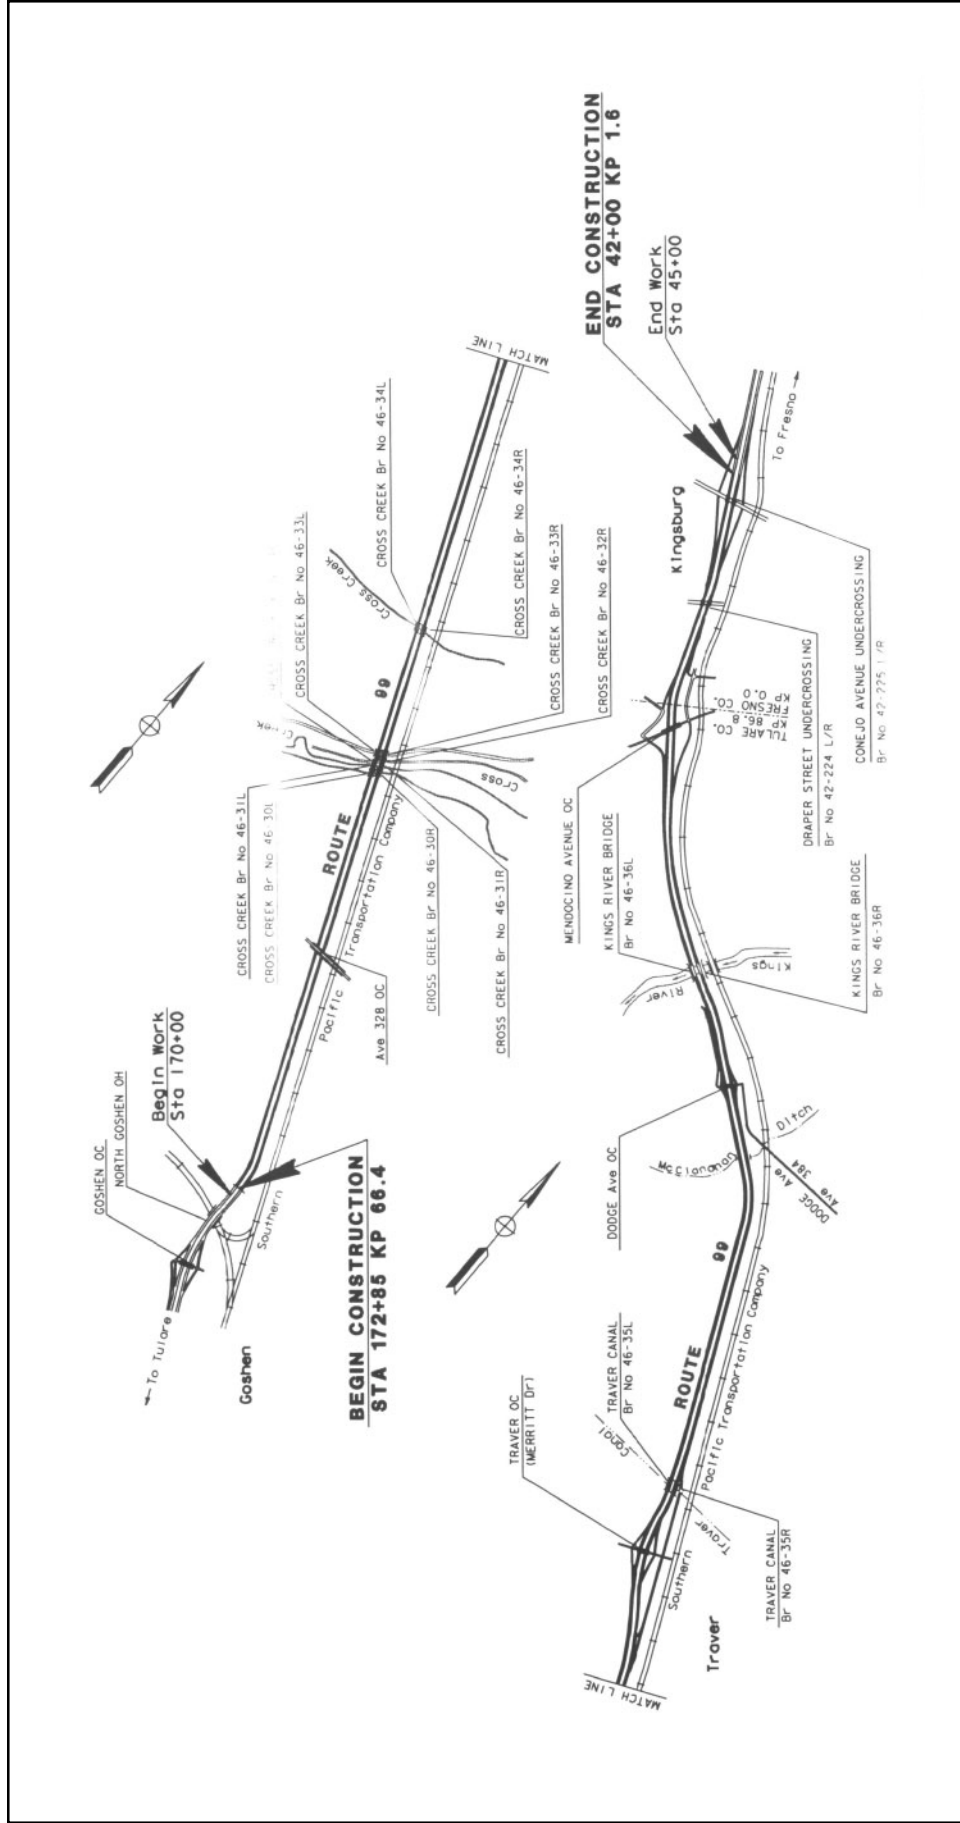 ← To Tulare
Goshen
GOSHEN OC
NORTH GOSHEN OH
Begin Work
Sta 170+00
BEGIN CONSTRUCTION
STA 172+85 KP 66.4
Southern
Pacific
Transportation Company
Ave 328 OC
ROUTE
99
CROSS CREEK Br No 46-31L
CROSS CREEK Br No 46-30L
CROSS CREEK Br No 46-30R
CROSS CREEK Br No 46-31R
Creek
Cross
CROSS CREEK Br No 46-33L
CROSS CREEK Br No 46-33R
CROSS CREEK Br No 46-32R
Cross Creek
CROSS CREEK Br No 46-34L
CROSS CREEK Br No 46-34R
MATCH LINE
MATCH LINE
Traver
TRAVER OC
(MERRITT Dr)
Southern
Pacific Transportation Company
Canal
Traver
TRAVER CANAL
Br No 46-35L
TRAVER CANAL
Br No 46-35R
ROUTE
99
DODGE Ave
Ave 384
DODGE Ave OC
Ditch
River
Kings
KINGS RIVER BRIDGE
Br No 46-36L
KINGS RIVER BRIDGE
Br No 46-36R
MENDOCINO AVENUE OC
TULARE CO.
KP 86.8
FRESNO CO.
KP 0.0
Kingsburg
DRAPER STREET UNDERCROSSING
Br No 42-224 L/R
CONEJO AVENUE UNDERCROSSING
Br No 42-225 L/R
END CONSTRUCTION
STA 42+00 KP 1.6
End Work
Sta 45+00
To Fresno →